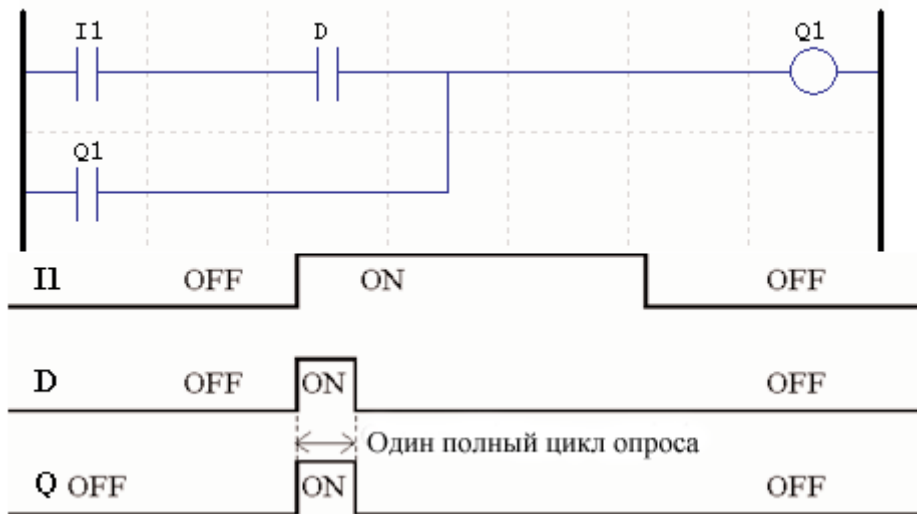 I1 D Q1
Q1
I1 OFF ON OFF
D OFF ON OFF
Один полный цикл опроса
Q OFF ON OFF